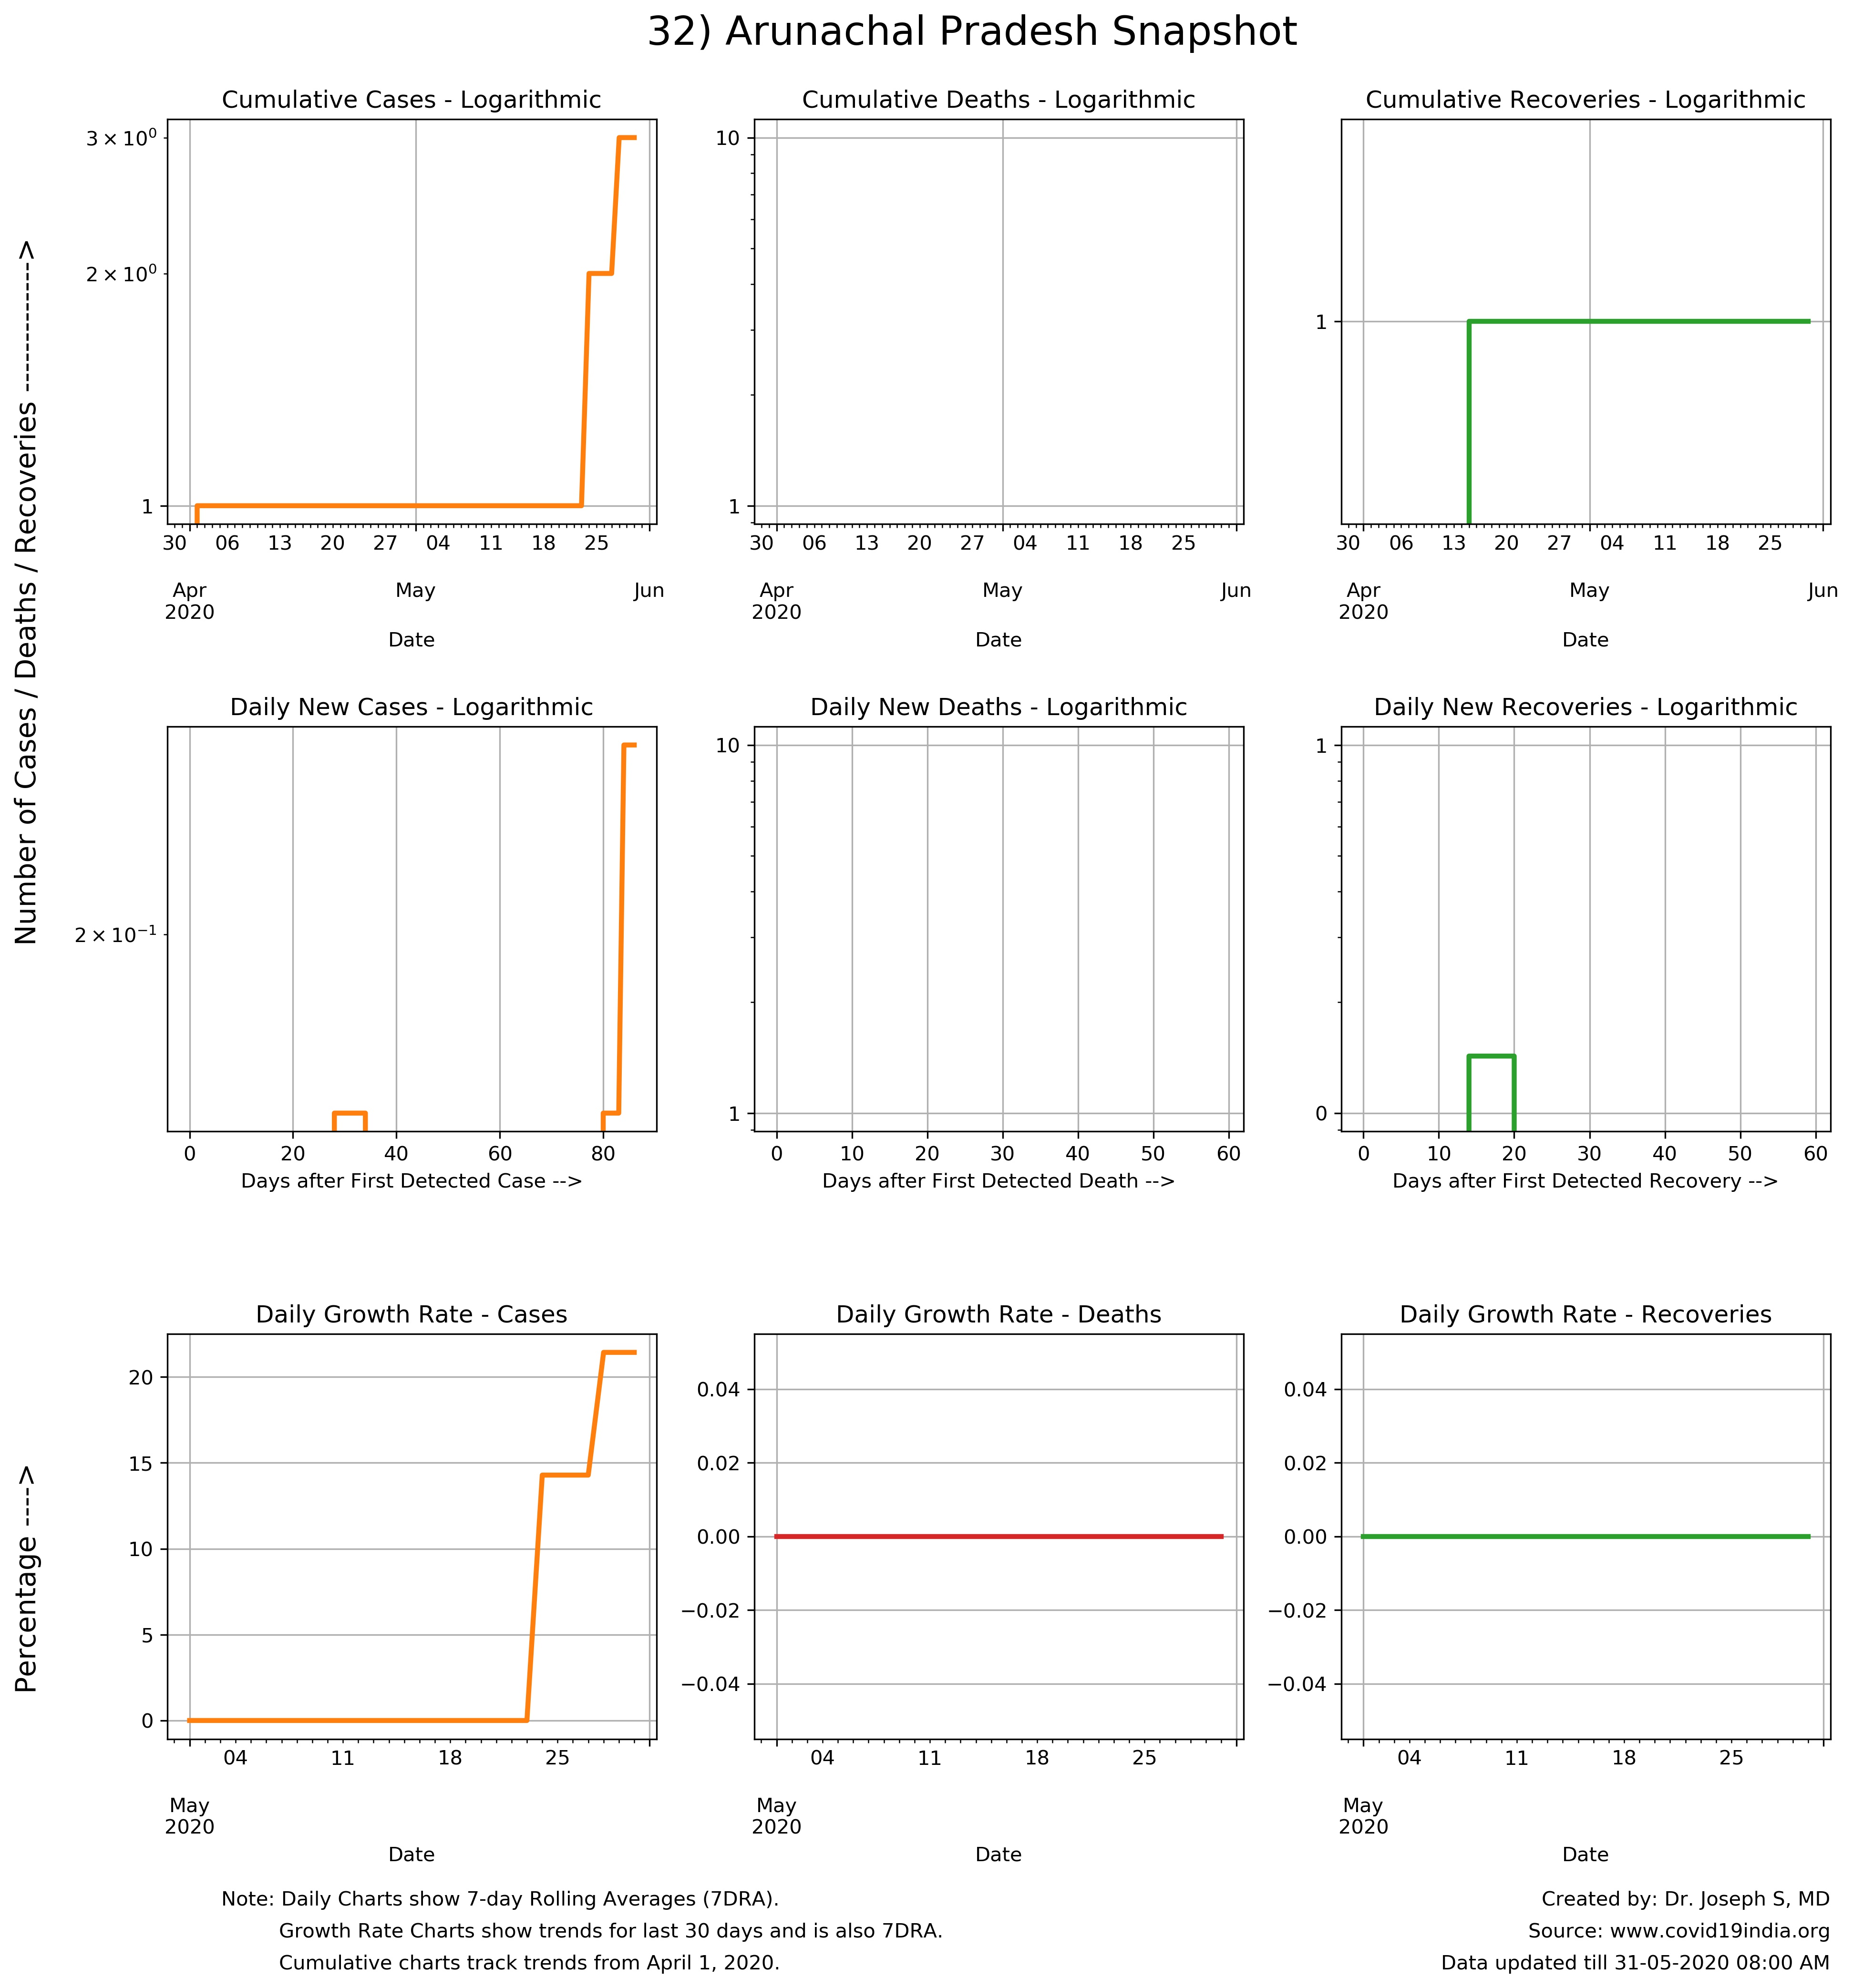 32) Arunachal Pradesh Snapshot
Number of Cases / Deaths / Recoveries --------------->
Cumulative Cases - Logarithmic
3 × 10⁰
2 × 10⁰
1
30 06 13 20 27 04 11 18 25
Apr May Jun
2020
Date
Cumulative Deaths - Logarithmic
10
1
30 06 13 20 27 04 11 18 25
Apr May Jun
2020
Date
Cumulative Recoveries - Logarithmic
1
30 06 13 20 27 04 11 18 25
Apr May Jun
2020
Date
Daily New Cases - Logarithmic
2 × 10⁻¹
0 20 40 60 80
Days after First Detected Case -->
Daily New Deaths - Logarithmic
10
1
0 10 20 30 40 50 60
Days after First Detected Death -->
Daily New Recoveries - Logarithmic
1
0
0 10 20 30 40 50 60
Days after First Detected Recovery -->
Percentage ---->
Daily Growth Rate - Cases
20
15
10
5
0
04 11 18 25
May
2020
Date
Daily Growth Rate - Deaths
0.04
0.02
0.00
−0.02
−0.04
04 11 18 25
May
2020
Date
Daily Growth Rate - Recoveries
0.04
0.02
0.00
−0.02
−0.04
04 11 18 25
May
2020
Date
Note: Daily Charts show 7-day Rolling Averages (7DRA).
Growth Rate Charts show trends for last 30 days and is also 7DRA.
Cumulative charts track trends from April 1, 2020.
Created by: Dr. Joseph S, MD
Source: www.covid19india.org
Data updated till 31-05-2020 08:00 AM